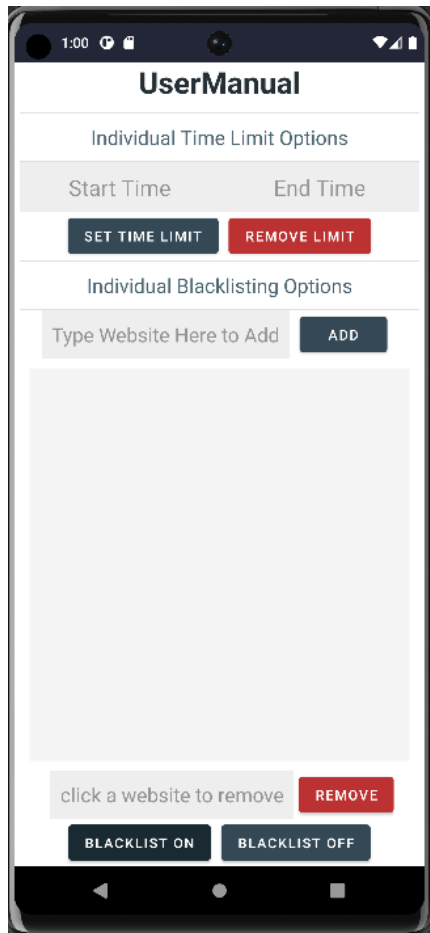 1:00
UserManual
Individual Time Limit Options
Start Time End Time
SET TIME LIMIT REMOVE LIMIT
Individual Blacklisting Options
Type Website Here to Add ADD
click a website to remove REMOVE
BLACKLIST ON BLACKLIST OFF